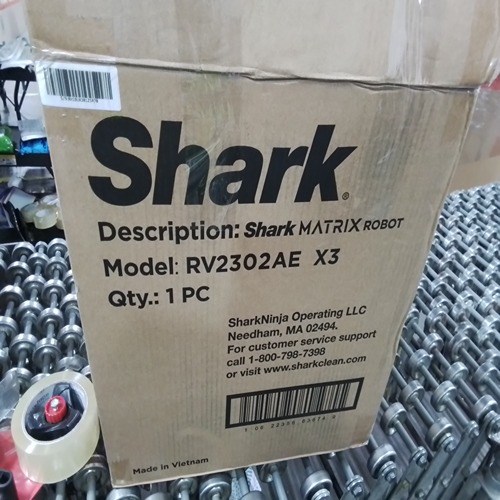 Shark®
Description: Shark MATRIX ROBOT
Model: RV2302AE X3
Qty.: 1 PC
SharkNinja Operating LLC
Needham, MA 02494.
For customer service support
call 1-800-798-7398
or visit www.sharkclean.com
Made in Vietnam